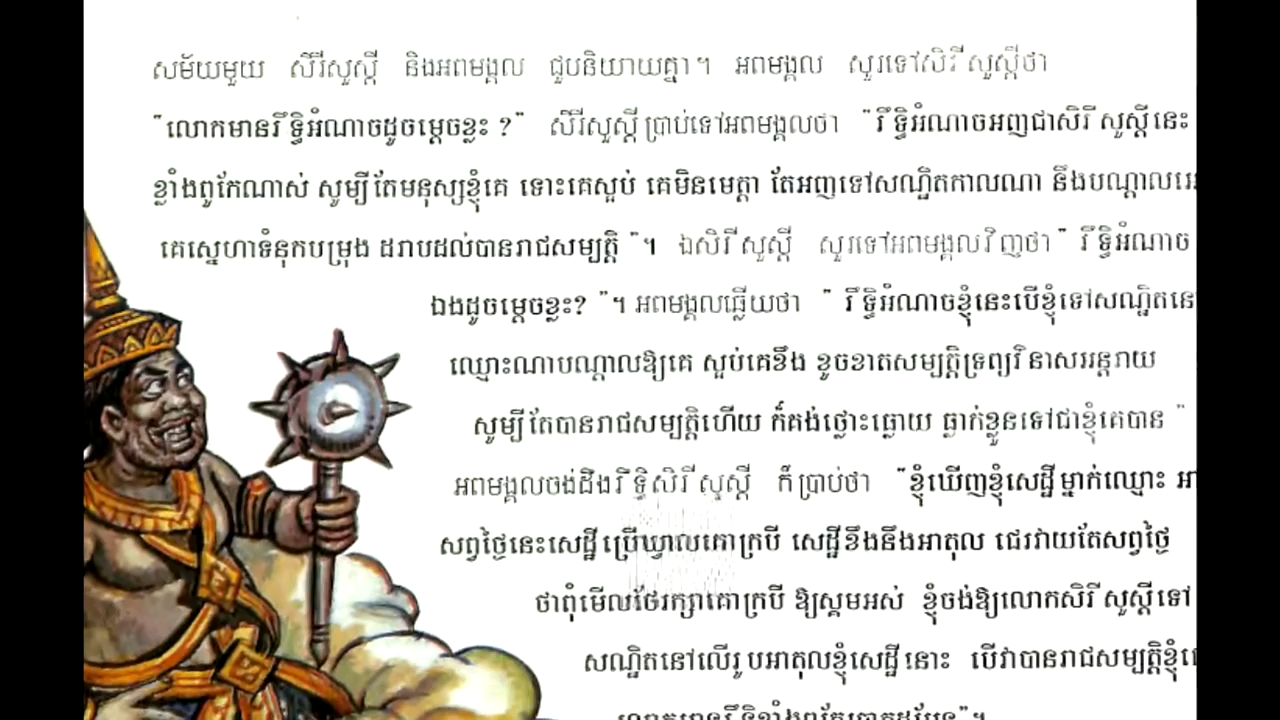 សម័យមួយ សិរីសួស្តី និងអពមង្គល ជួបនិយាយគ្នា។ អពមង្គល សួរទៅសិរី សួស្តីថា
"លោកមានរឹ ទ្ធិអំណាចដូចម្តេចខ្លះ ?" សិរីសួស្តីប្រាប់ទៅអពមង្គលថា "រឹ ទ្ធិអំណាចអញជាសិរី សួស្តីនេះ
ខ្លាំងពូកែណាស់ សូម្បីតែមនុស្សខ្ញុំគេ ទោះគេស្អប់ គេមិនមេត្តា តែអញទៅសណ្ឋិតកាលណា នឹងបណ្តាល
គេស្នេហាទំនុកបម្រុង ដរាបដល់បានរាជសម្បត្តិ "។ ឯសិរី សួស្តី សួរទៅអពមង្គលវិញថា " រឹ ទ្ធិអំណាច
ឯងដូចម្តេចខ្លះ? "។ អពមង្គលឆ្លើយថា " រឹ ទ្ធិអំណាចខ្ញុំនេះបើខ្ញុំទៅសណ្ឋិត
ឈ្មោះណាបណ្តាលឱ្យគេ ស្អប់គេខឹង ខូចខាតសម្បត្តិទ្រព្យវិ នាសអន្តរាយ
សូម្បីតែបានរាជសម្បត្តិហើយ ក៏គង់ថ្លោះធ្លោយ ធ្លាក់ខ្លួនទៅជាខ្ញុំគេបាន "
អពមង្គលចង់ដឹងរឹ ទ្ធិសិរី សួស្តី ក៏ប្រាប់ថា "ខ្ញុំឃើញខ្ញុំសេដ្ឋីម្នាក់ឈ្មោះ
សព្វថ្ងៃនេះសេដ្ឋីប្រើឃ្វាលគោក្របី សេដ្ឋីខឹងនឹងអាតុល ជេរវាយតែសព្វថ្ងៃ
ថាពុំមើលថែរក្សាគោក្របី ឱ្យស្គមអស់ ខ្ញុំចង់ឱ្យលោកសិរី សួស្តីទៅ
សណ្ឋិតនៅលើរូ បអាតុលខ្ញុំសេដ្ឋី នោះ បើវាបានរាជសម្បត្តិខ្ញុំ